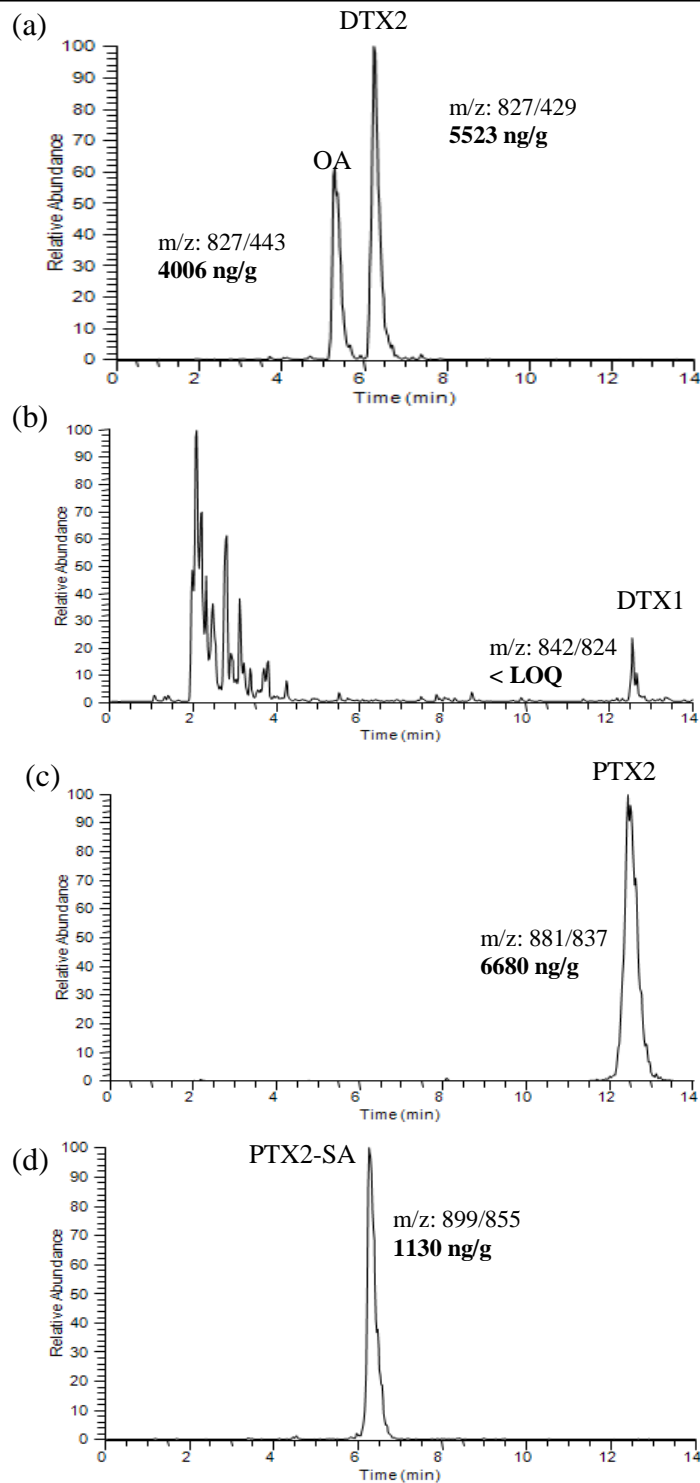 (a)
DTX2
Relative Abundance
100
90
80
70
60
50
40
30
20
10
0
OA
m/z: 827/443
4006 ng/g
m/z: 827/429
5523 ng/g
0 2 4 6 8 10 12 14
Time (min)
(b)
Relative Abundance
100
90
80
70
60
50
40
30
20
10
0
DTX1
m/z: 842/824
< LOQ
0 2 4 6 8 10 12 14
Time (min)
(c)
PTX2
Relative Abundance
100
90
80
70
60
50
40
30
20
10
0
m/z: 881/837
6680 ng/g
0 2 4 6 8 10 12 14
Time (min)
(d)
PTX2-SA
Relative Abundance
100
90
80
70
60
50
40
30
20
10
0
m/z: 899/855
1130 ng/g
0 2 4 6 8 10 12 14
Time (min)